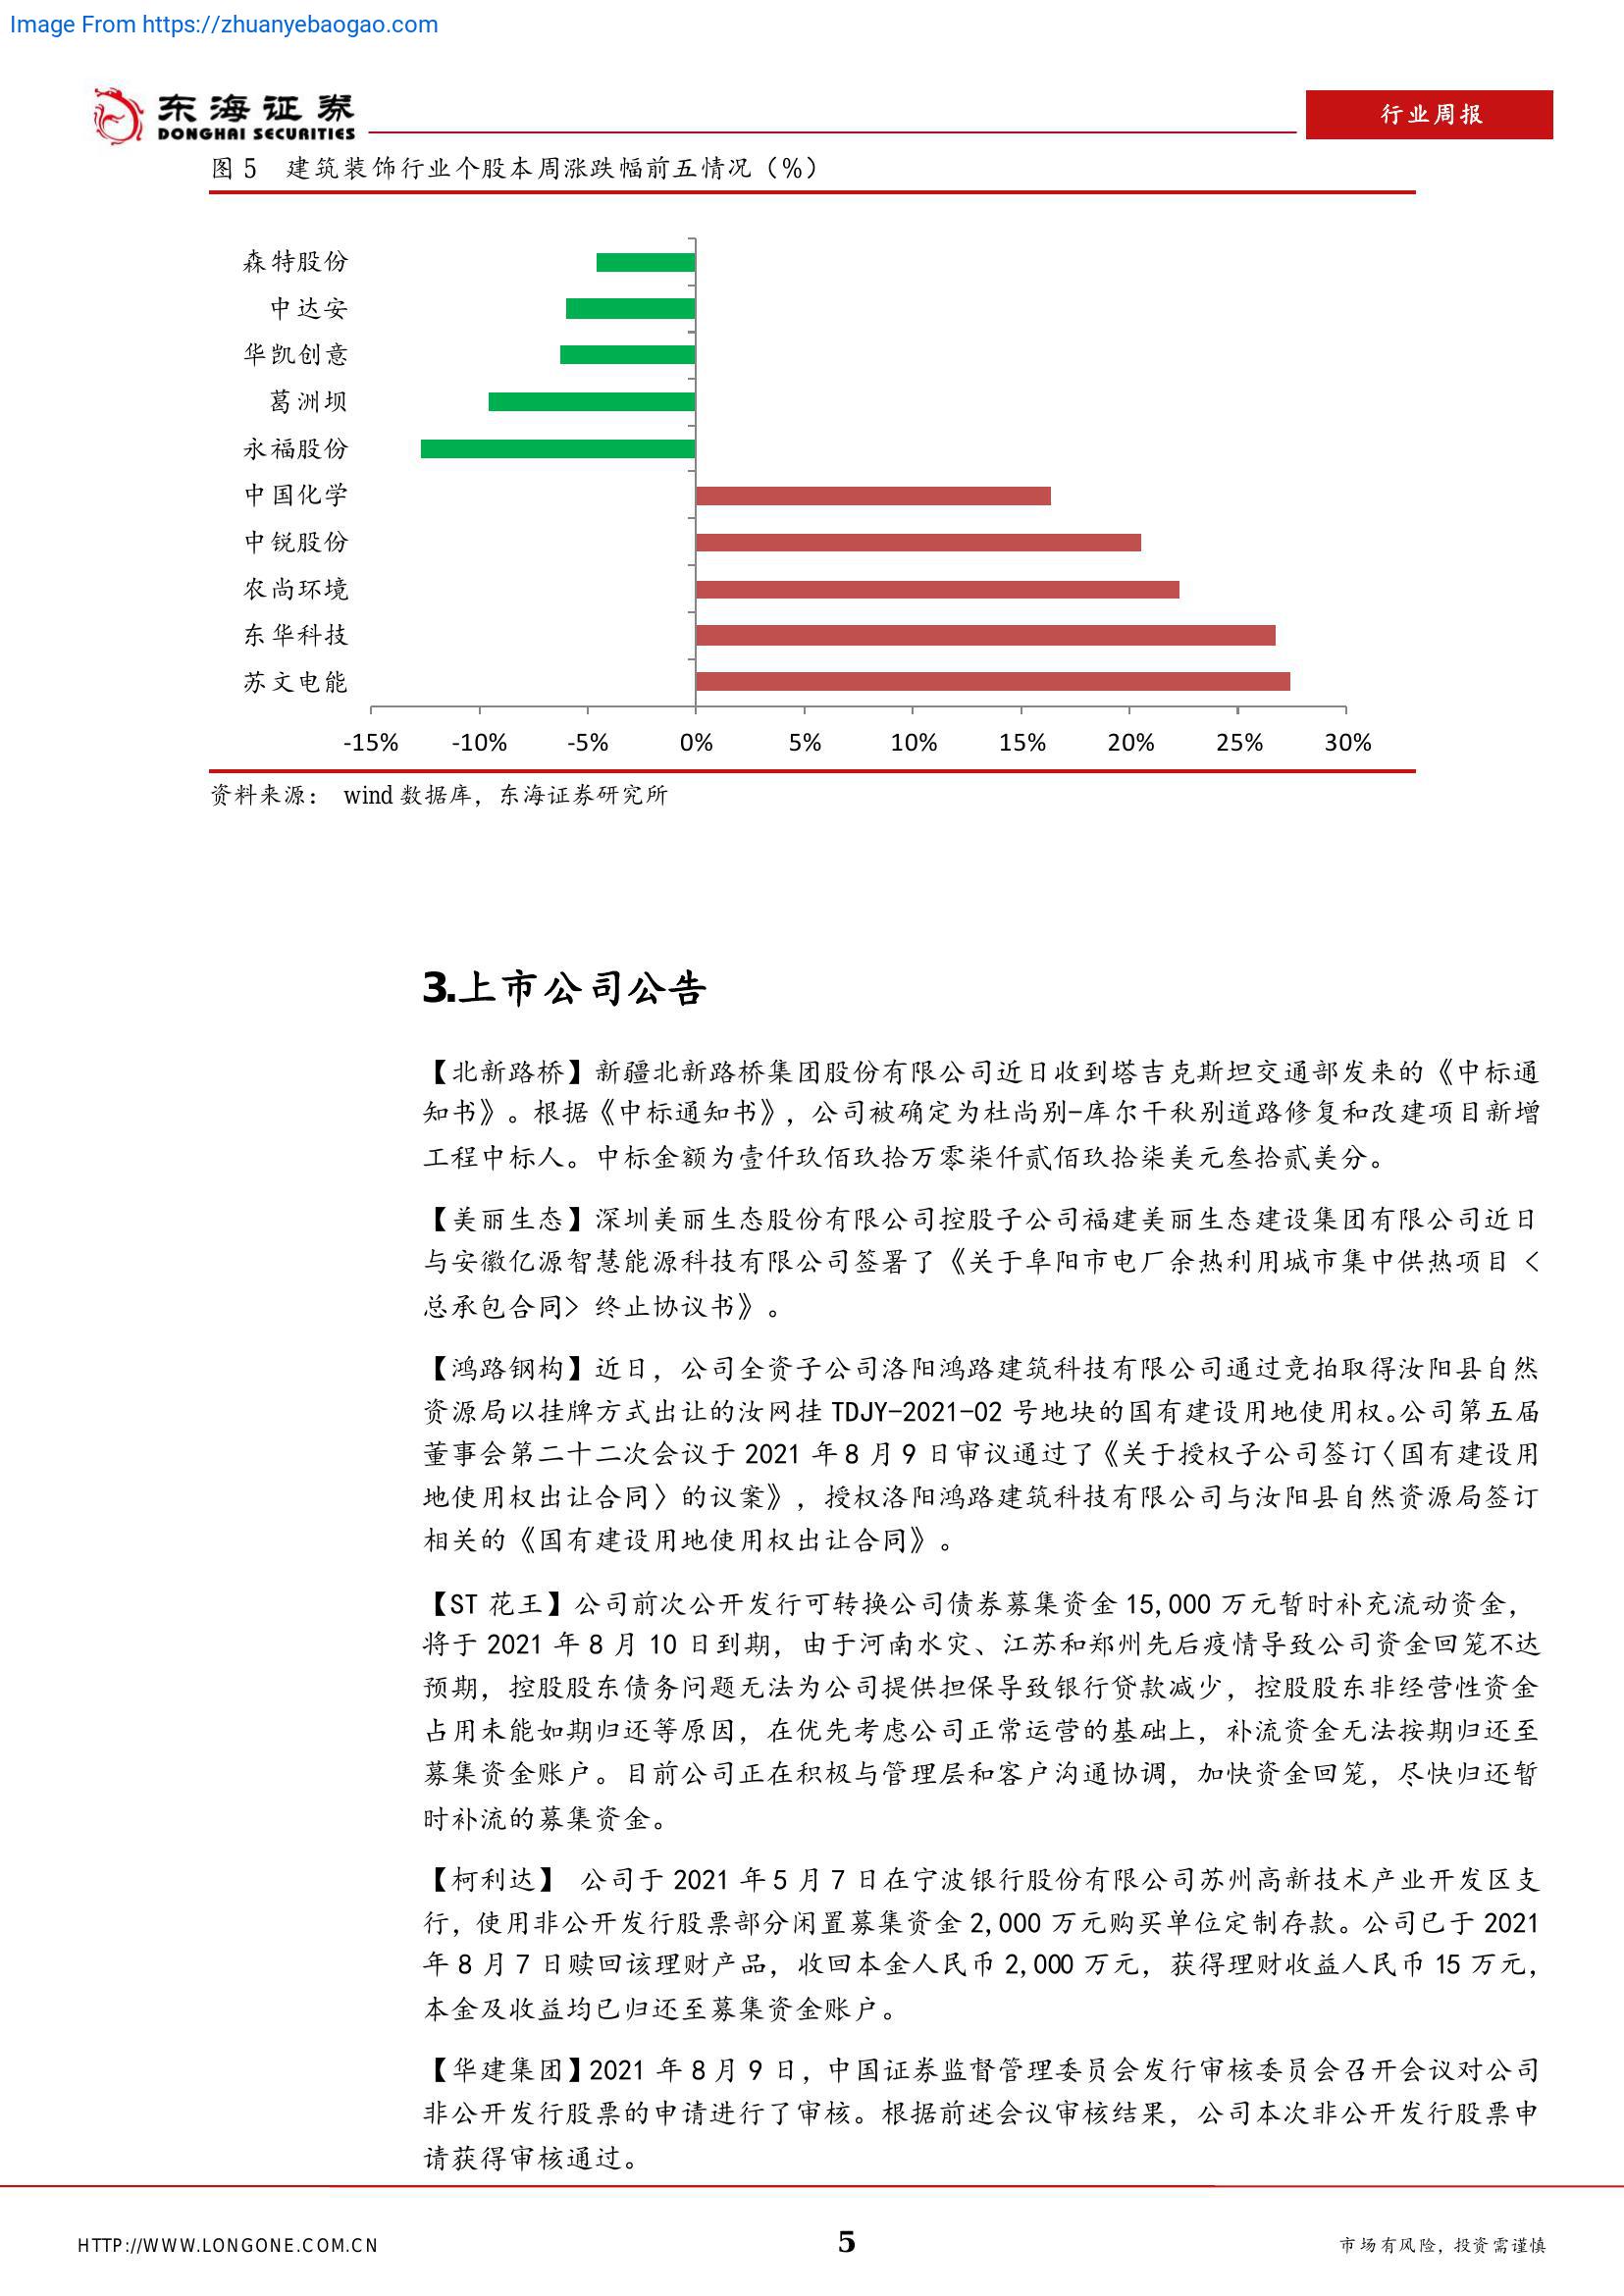 Image From https://zhuanyebaogao.com
东海证券
DONGHAI SECURITIES
行业周报
图 5 建筑装饰行业个股本周涨跌幅前五情况（%）
森特股份
中达安
华凯创意
葛洲坝
永福股份
中国化学
中锐股份
农尚环境
东华科技
苏文电能
-15% -10% -5% 0% 5% 10% 15% 20% 25% 30%
资料来源： wind 数据库，东海证券研究所
3.上市公司公告
【北新路桥】新疆北新路桥集团股份有限公司近日收到塔吉克斯坦交通部发来的《中标通
知书》。根据《中标通知书》，公司被确定为杜尚别-库尔干秋别道路修复和改建项目新增
工程中标人。中标金额为壹仟玖佰玖拾万零柒仟贰佰玖拾柒美元叁拾贰美分。
【美丽生态】深圳美丽生态股份有限公司控股子公司福建美丽生态建设集团有限公司近日
与安徽亿源智慧能源科技有限公司签署了《关于阜阳市电厂余热利用城市集中供热项目 <
总承包合同> 终止协议书》。
【鸿路钢构】近日，公司全资子公司洛阳鸿路建筑科技有限公司通过竞拍取得汝阳县自然
资源局以挂牌方式出让的汝网挂 TDJY-2021-02 号地块的国有建设用地使用权。公司第五届
董事会第二十二次会议于 2021 年 8 月 9 日审议通过了《关于授权子公司签订〈国有建设用
地使用权出让合同〉的议案》，授权洛阳鸿路建筑科技有限公司与汝阳县自然资源局签订
相关的《国有建设用地使用权出让合同》。
【ST 花王】公司前次公开发行可转换公司债券募集资金 15,000 万元暂时补充流动资金，
将于 2021 年 8 月 10 日到期，由于河南水灾、江苏和郑州先后疫情导致公司资金回笼不达
预期，控股股东债务问题无法为公司提供担保导致银行贷款减少，控股股东非经营性资金
占用未能如期归还等原因，在优先考虑公司正常运营的基础上，补流资金无法按期归还至
募集资金账户。目前公司正在积极与管理层和客户沟通协调，加快资金回笼，尽快归还暂
时补流的募集资金。
【柯利达】 公司于 2021 年 5 月 7 日在宁波银行股份有限公司苏州高新技术产业开发区支
行，使用非公开发行股票部分闲置募集资金 2,000 万元购买单位定制存款。公司已于 2021
年 8 月 7 日赎回该理财产品，收回本金人民币 2,000 万元，获得理财收益人民币 15 万元，
本金及收益均已归还至募集资金账户。
【华建集团】2021 年 8 月 9 日，中国证券监督管理委员会发行审核委员会召开会议对公司
非公开发行股票的申请进行了审核。根据前述会议审核结果，公司本次非公开发行股票申
请获得审核通过。
HTTP://WWW.LONGONE.COM.CN 5 市场有风险，投资需谨慎